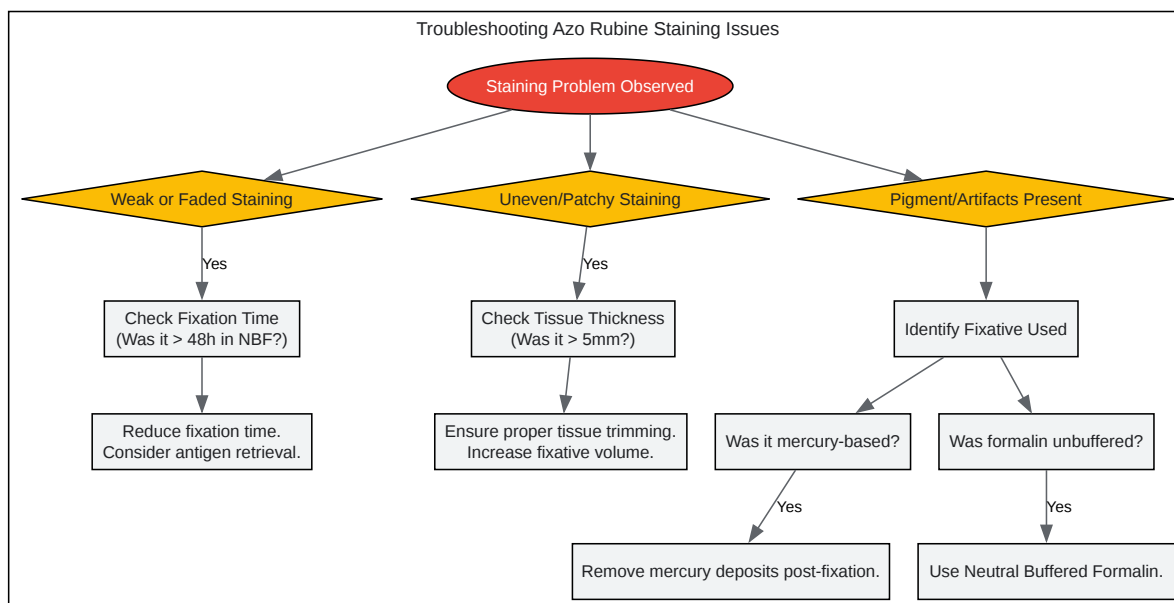 Troubleshooting Azo Rubine Staining Issues
Staining Problem Observed
Weak or Faded Staining
Uneven/Patchy Staining
Pigment/Artifacts Present
Yes
Yes
Check Fixation Time
(Was it > 48h in NBF?)
Check Tissue Thickness
(Was it > 5mm?)
Identify Fixative Used
Reduce fixation time.
Consider antigen retrieval.
Ensure proper tissue trimming.
Increase fixative volume.
Was it mercury-based?
Was formalin unbuffered?
Yes
Yes
Remove mercury deposits post-fixation.
Use Neutral Buffered Formalin.